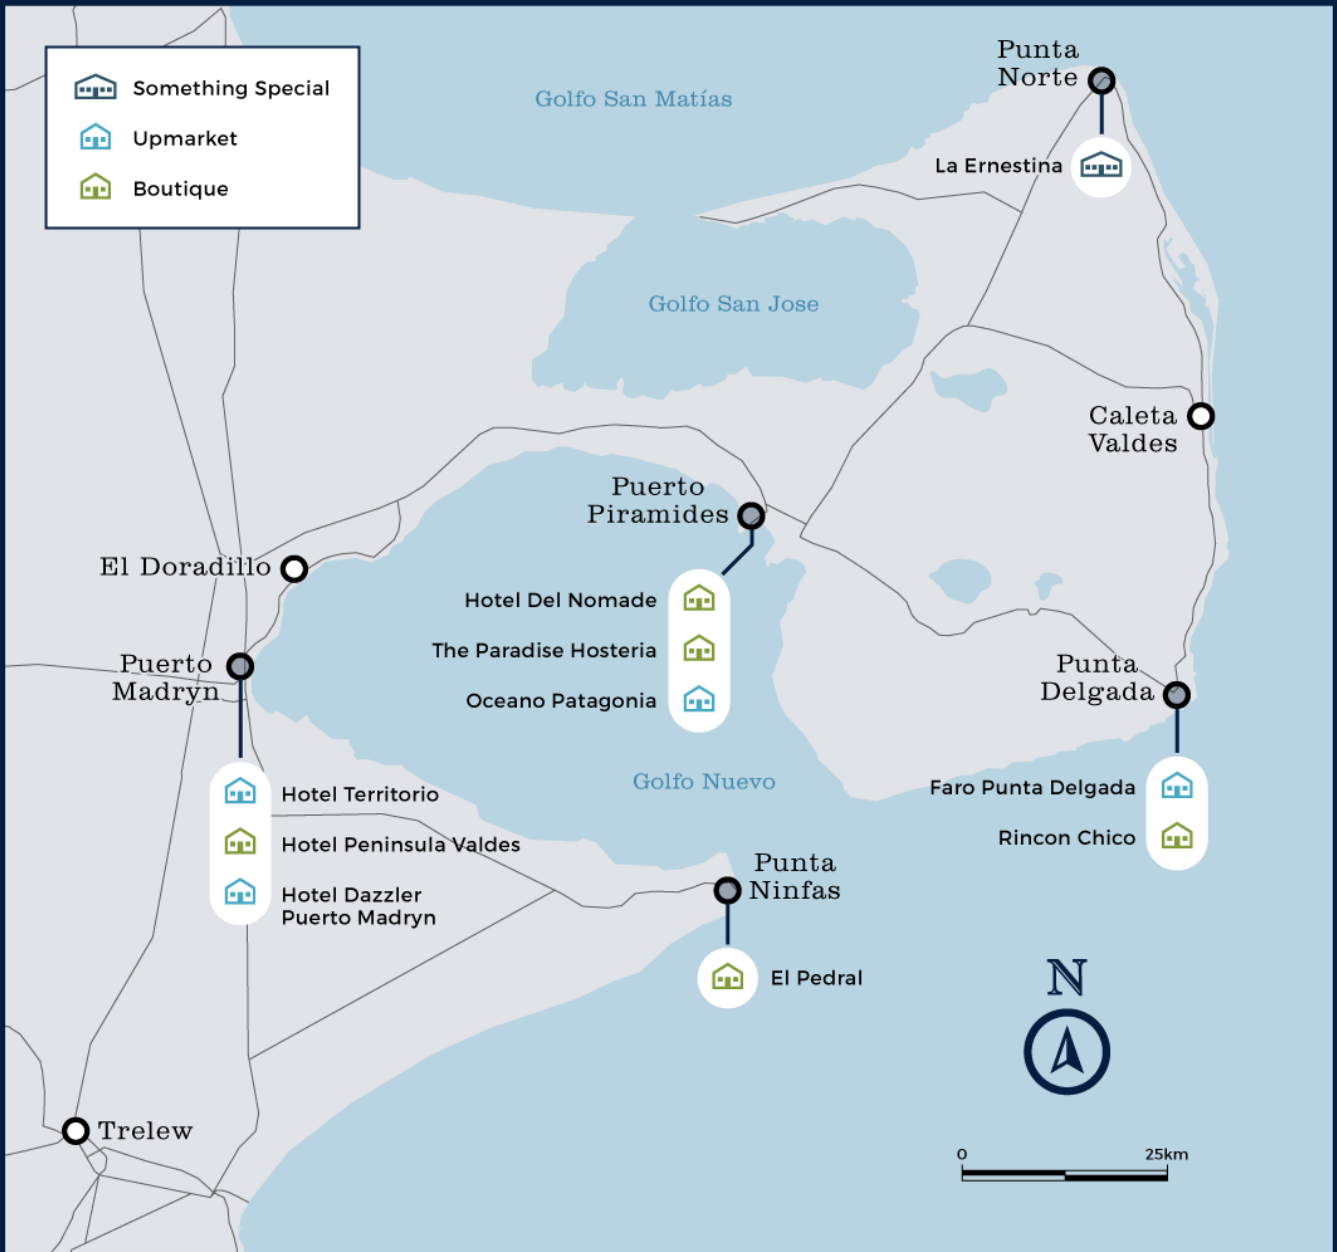 Something Special
Upmarket
Boutique
Golfo San Matías
Punta
Norte
La Ernestina
Golfo San Jose
Caleta
Valdes
Puerto
Piramides
El Doradillo
Hotel Del Nomade
The Paradise Hosteria
Oceano Patagonia
Puerto
Madryn
Punta
Delgada
Golfo Nuevo
Faro Punta Delgada
Rincon Chico
Hotel Territorio
Hotel Peninsula Valdes
Hotel Dazzler
Puerto Madryn
Punta
Ninfas
El Pedral
N
Trelew
0 25km